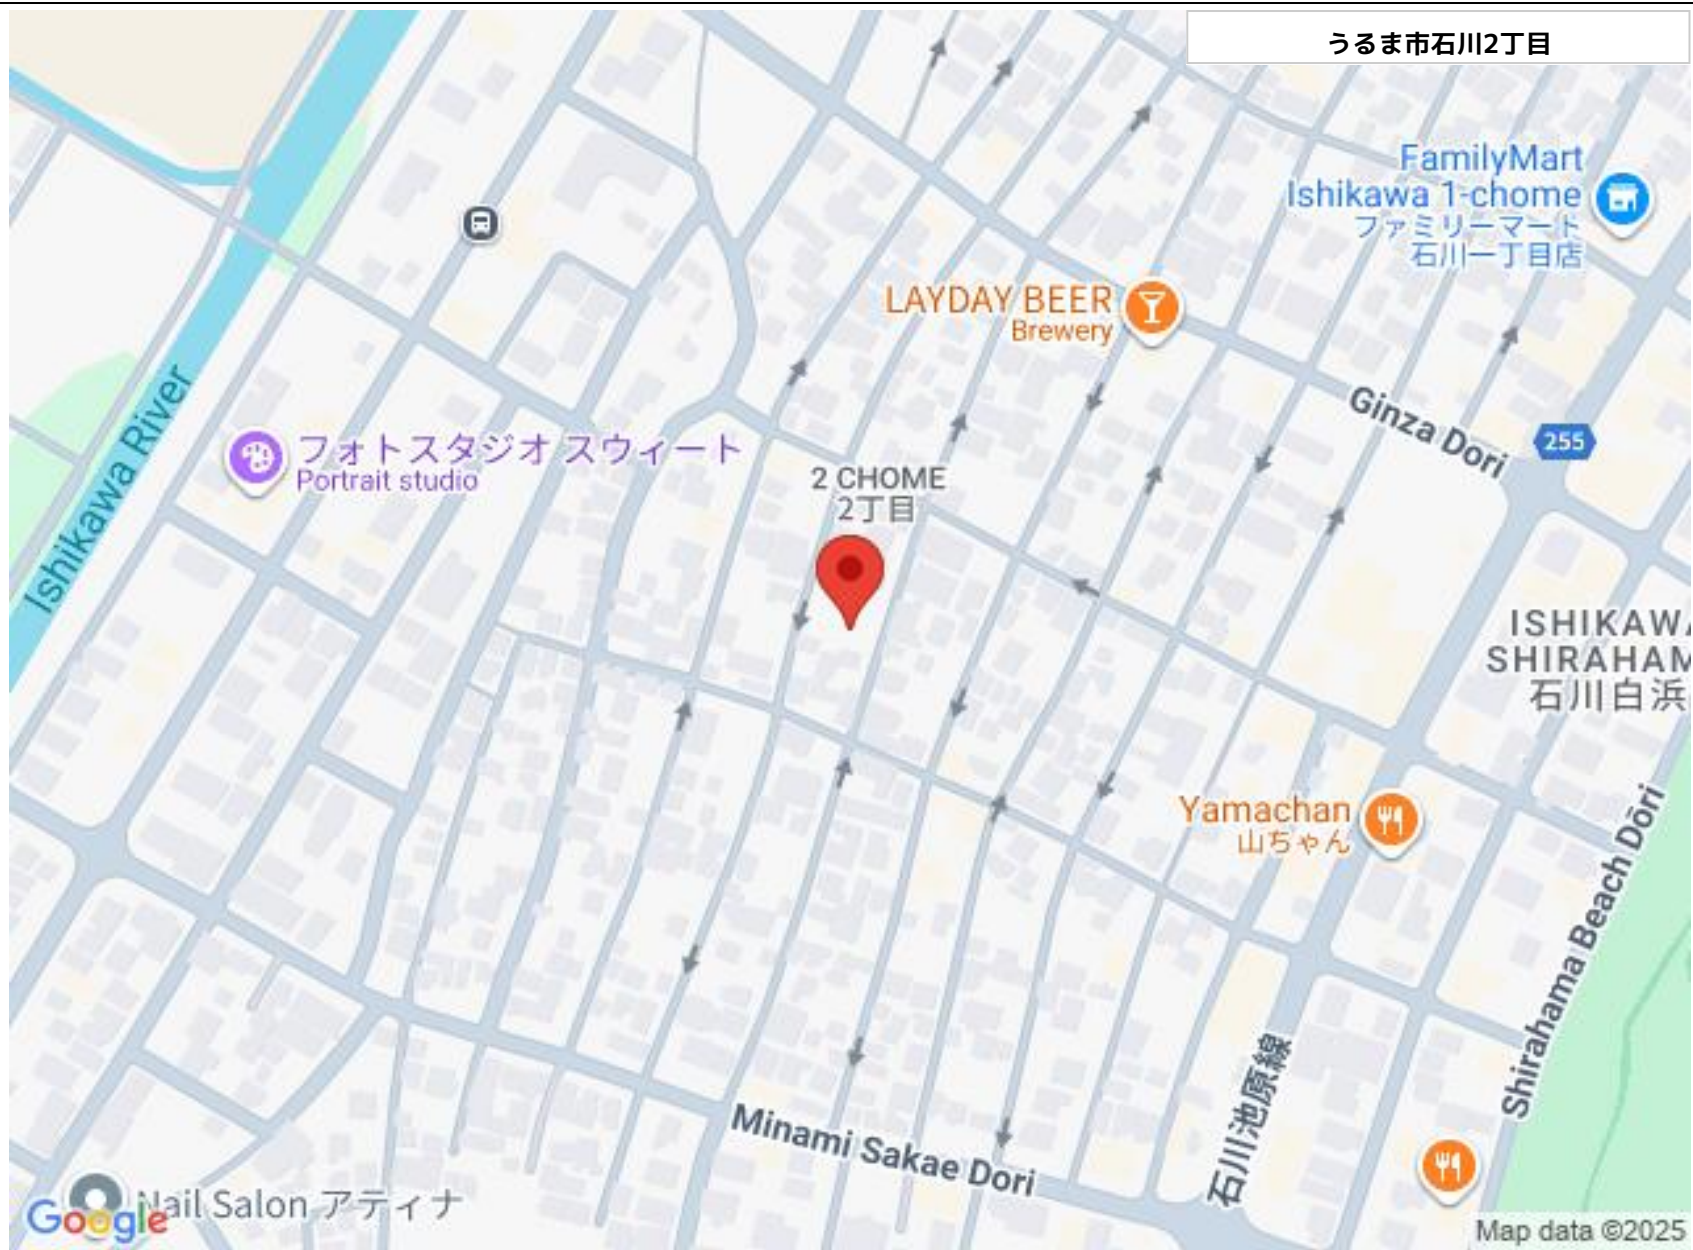 うるま市石川2丁目
FamilyMart
Ishikawa 1-chome
ファミリーマート
石川一丁目店
LAYDAY BEER
Brewery
Ginza Dori
255
Ishikawa River
フォトスタジオ スウィート
Portrait studio
2 CHOME
2丁目
ISHIKAWA
SHIRAHAM
石川白浜
Yamachan
山ちゃん
Shirahama Beach Dōri
石川池原線
Minami Sakae Dori
Nail Salon アティナ
Google
Map data ©2025